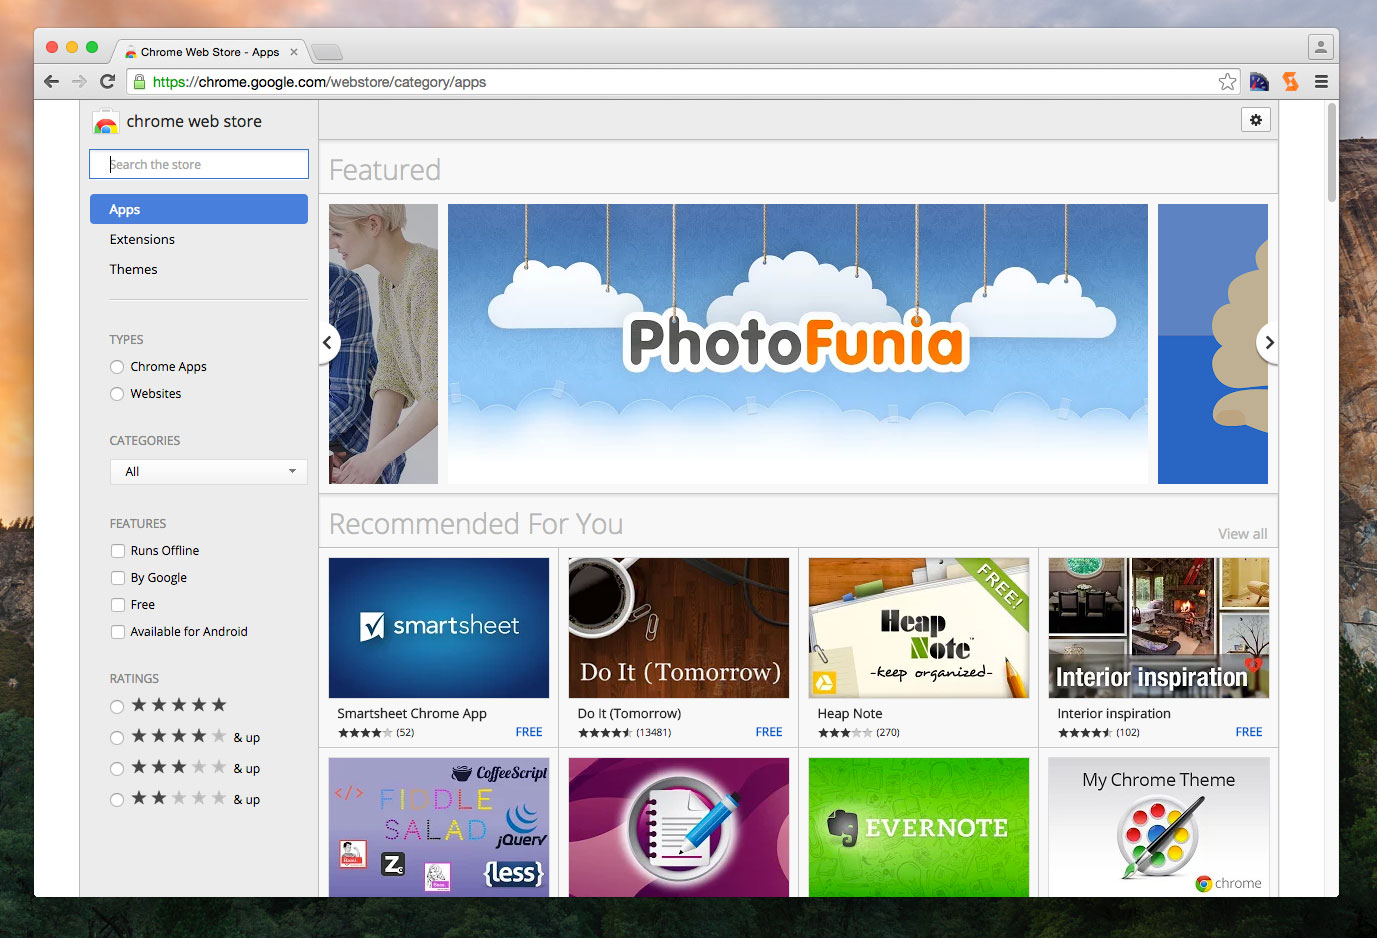 Chrome Web Store - Apps
https://chrome.google.com/webstore/category/apps
chrome web store
Search the store
Apps
Extensions
Themes
TYPES
Chrome Apps
Websites
CATEGORIES
All
FEATURES
Runs Offline
By Google
Free
Available for Android
RATINGS
& up
& up
& up
Featured
PhotoFunia
Recommended For You
View all
smartsheet
Smartsheet Chrome App
(52)
FREE
Do It (Tomorrow)
Do It (Tomorrow)
(13481)
FREE
FREE!
Heap
Note™
-keep organized-
Heap Note
(270)
Interior inspiration
Interior inspiration
(102)
FREE
CoffeeScript
</>
FIDDLE
SALAD
jQuery
{less}
EVERNOTE
My Chrome Theme
chrome